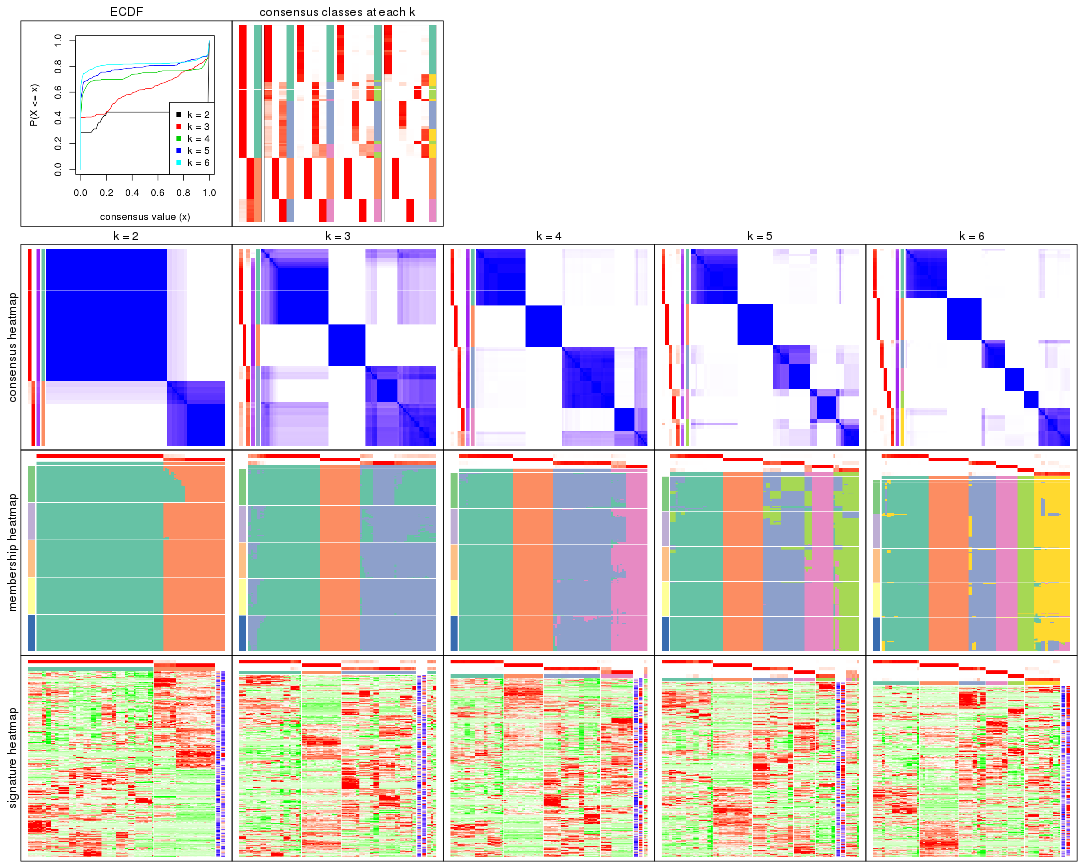 ECDF
consensus classes at each k
P(X <= x)
0.0
0.2
0.4
0.6
0.8
1.0
k = 2
k = 3
k = 4
k = 5
k = 6
0.0 0.2 0.4 0.6 0.8 1.0
consensus value (x)
k = 2
k = 3
k = 4
k = 5
k = 6
consensus heatmap
membership heatmap
signature heatmap